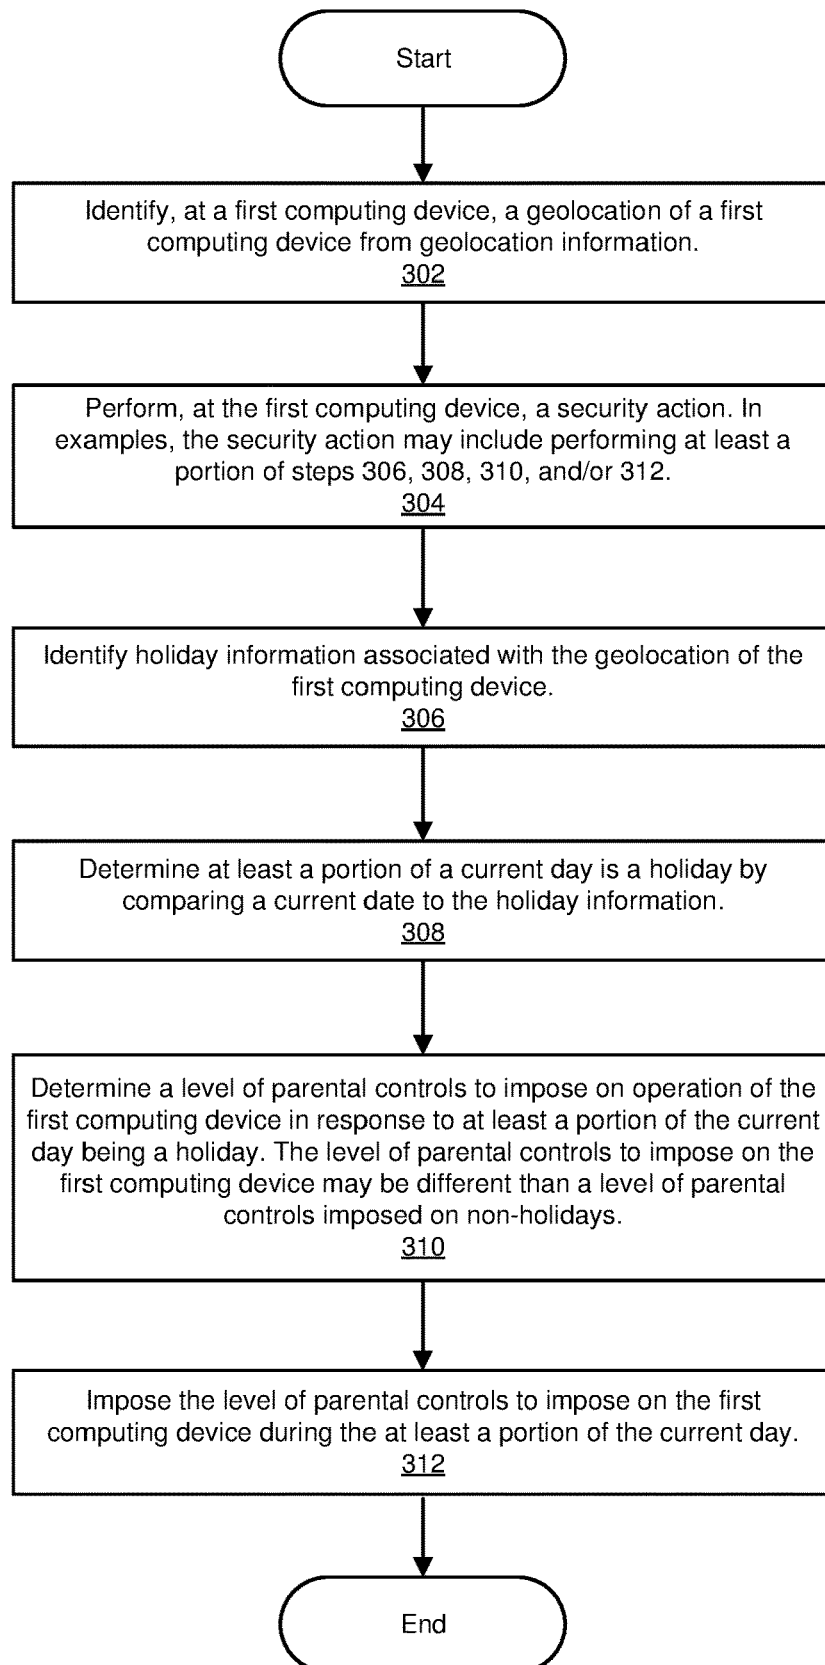 Start
Identify, at a first computing device, a geolocation of a first
computing device from geolocation information.
302
Perform, at the first computing device, a security action. In
examples, the security action may include performing at least a
portion of steps 306, 308, 310, and/or 312.
304
Identify holiday information associated with the geolocation of the
first computing device.
306
Determine at least a portion of a current day is a holiday by
comparing a current date to the holiday information.
308
Determine a level of parental controls to impose on operation of the
first computing device in response to at least a portion of the current
day being a holiday. The level of parental controls to impose on the
first computing device may be different than a level of parental
controls imposed on non-holidays.
310
Impose the level of parental controls to impose on the first
computing device during the at least a portion of the current day.
312
End